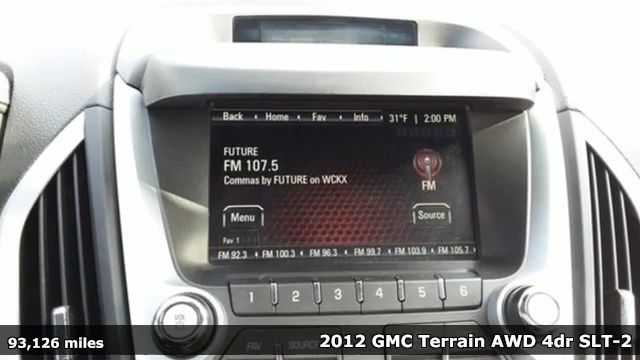 Back Home Fav Info 31°F | 2:00 PM
FUTURE
FM 107.5
Commas by FUTURE on WCKX
FM
Menu Source
Fav 1
FM 92.3 FM 100.3 FM 96.3 FM 99.7 FM 103.9 FM 105.7
1 2 3 4 5 6
FAV SOURCE
93,126 miles
2012 GMC Terrain AWD 4dr SLT-2